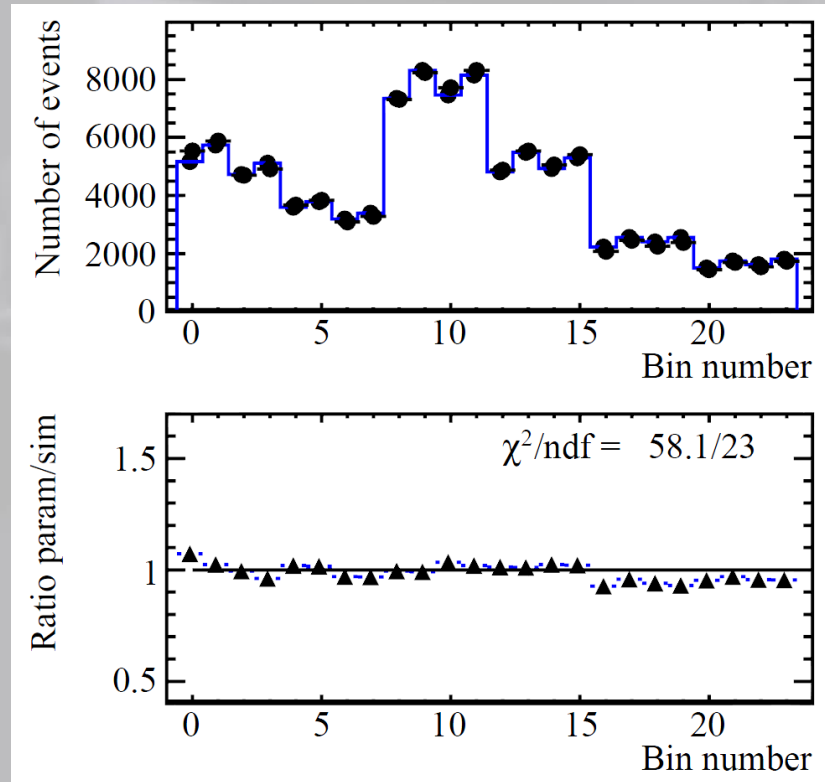 Number of events
8000
6000
4000
2000
0
0 5 10 15 20
Bin number
Ratio param/sim
χ²/ndf = 58.1/23
1.5
1
0.5
0 5 10 15 20
Bin number